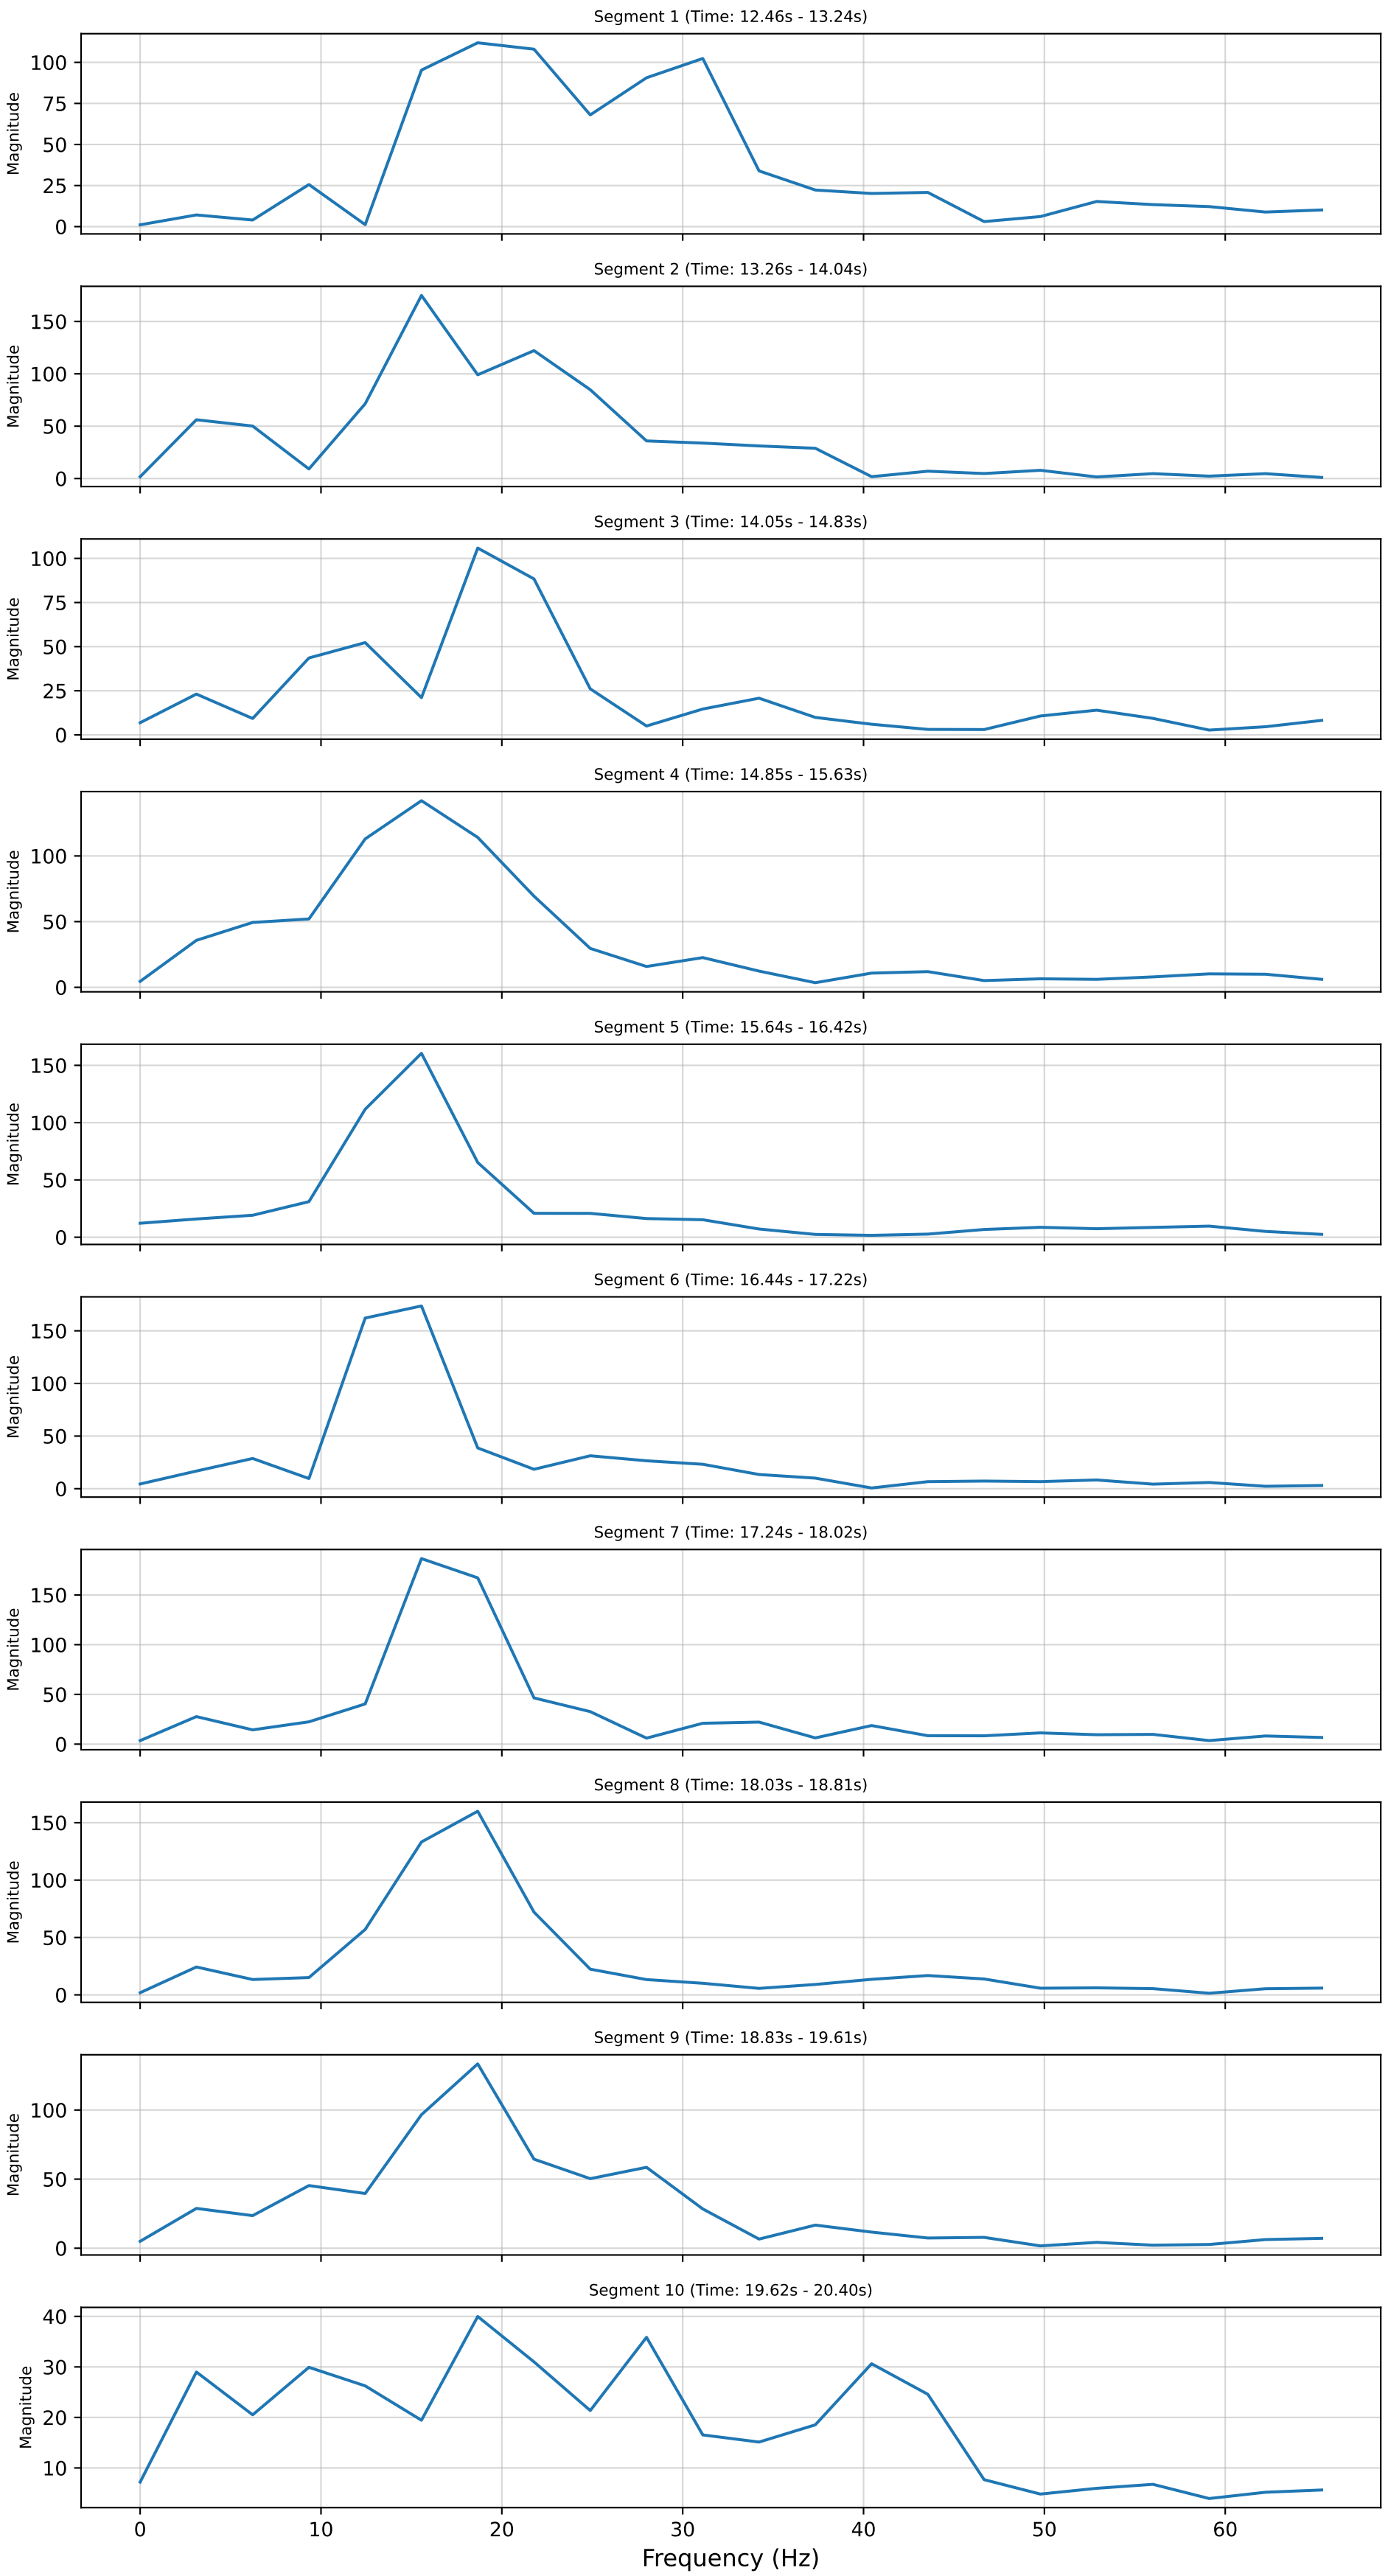 Segment 1 (Time: 12.46s - 13.24s)
Magnitude
100
75
50
25
0
Segment 2 (Time: 13.26s - 14.04s)
Magnitude
150
100
50
0
Segment 3 (Time: 14.05s - 14.83s)
Magnitude
100
75
50
25
0
Segment 4 (Time: 14.85s - 15.63s)
Magnitude
100
50
0
Segment 5 (Time: 15.64s - 16.42s)
Magnitude
150
100
50
0
Segment 6 (Time: 16.44s - 17.22s)
Magnitude
150
100
50
0
Segment 7 (Time: 17.24s - 18.02s)
Magnitude
150
100
50
0
Segment 8 (Time: 18.03s - 18.81s)
Magnitude
150
100
50
0
Segment 9 (Time: 18.83s - 19.61s)
Magnitude
100
50
0
Segment 10 (Time: 19.62s - 20.40s)
Magnitude
40
30
20
10
0 10 20 30 40 50 60
Frequency (Hz)